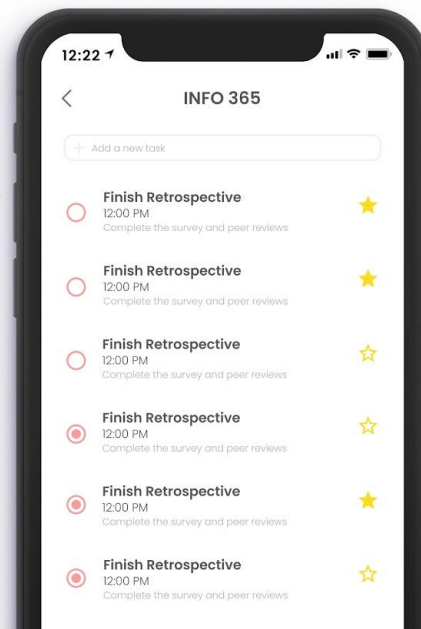 12:22
INFO 365
Add a new task
Finish Retrospective
12:00 PM
Complete the survey and peer reviews
Finish Retrospective
12:00 PM
Complete the survey and peer reviews
Finish Retrospective
12:00 PM
Complete the survey and peer reviews
Finish Retrospective
12:00 PM
Complete the survey and peer reviews
Finish Retrospective
12:00 PM
Complete the survey and peer reviews
Finish Retrospective
12:00 PM
Complete the survey and peer reviews